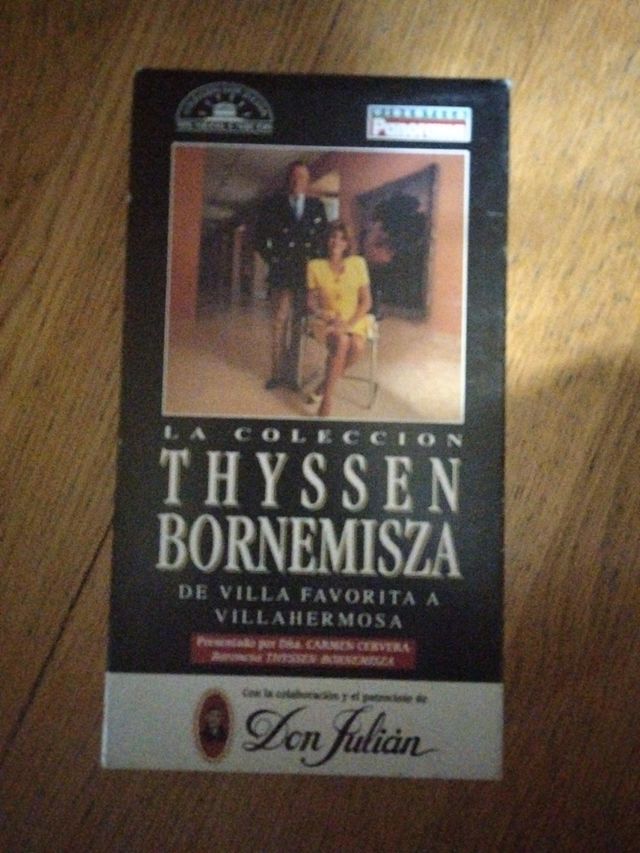 LA COLECCION
THYSSEN
BORNEMISZA
DE VILLA FAVORITA A
VILLAHERMOSA
Presentado por Dña. CARMEN CERVERA
Baronesa THYSSEN-BORNEMISZA
Con la colaboración y el patrocinio de
Don Julián